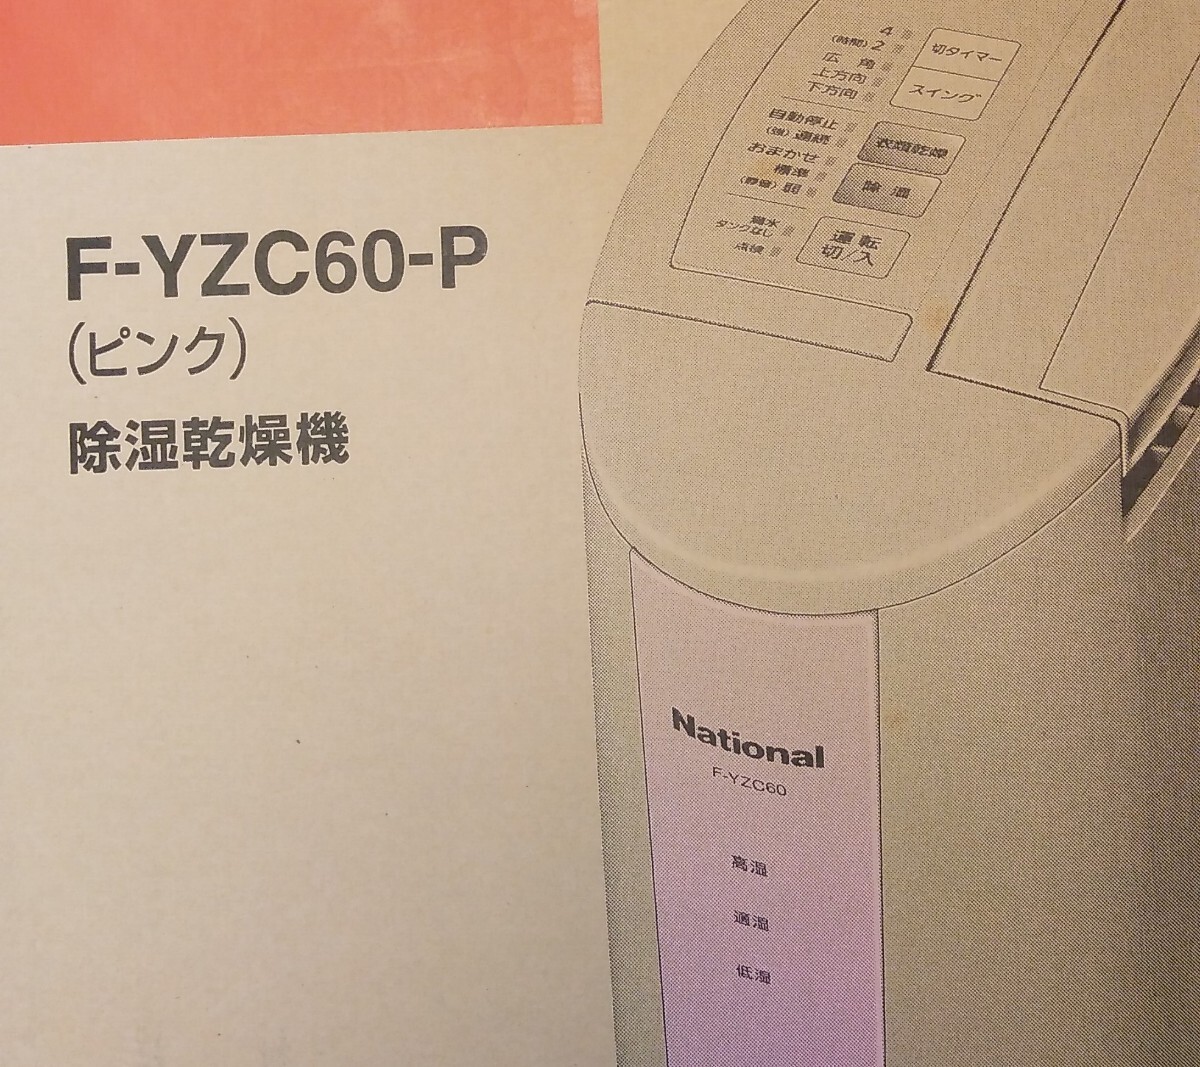 F-YZC60-P
(ピンク)
除湿乾燥機
4
(時間) 2
広 角
上方向
下方向
切タイマー
スイング
自動停止
(強) 連続
おまかせ
標準
(静音) 弱
衣類乾燥
除 湿
満水
タンクなし
点検
運転
切/入
National
F-YZC60
高湿
適湿
低湿